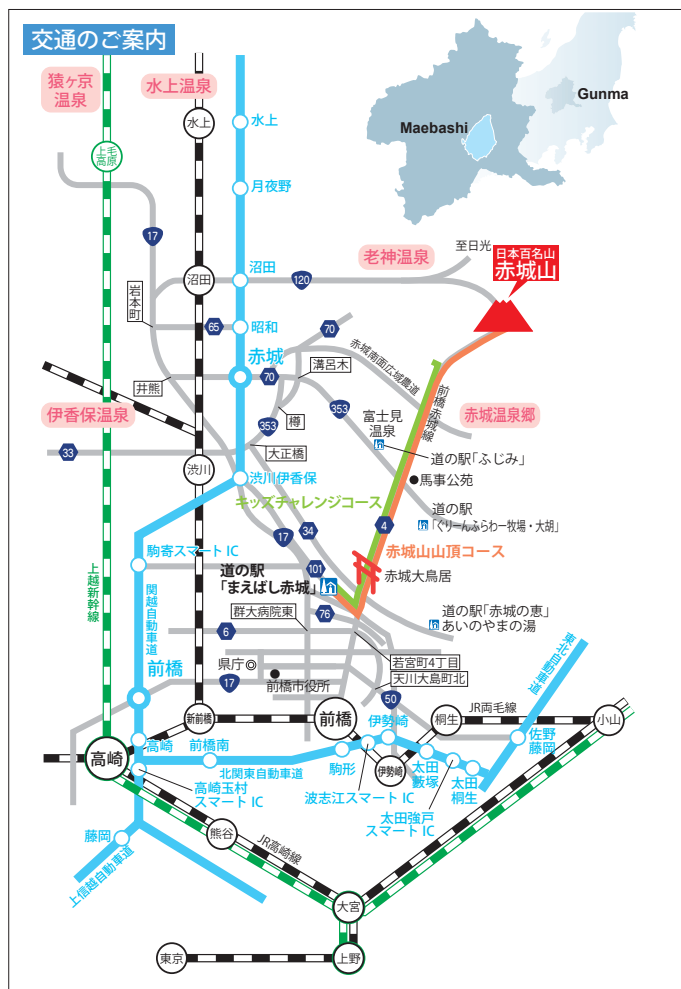 交通のご案内
猿ヶ京
温泉
水上温泉
Gunma
Maebashi
水上
水上
上毛
高原
月夜野
17
老神温泉
至日光
日本百名山
赤城山
沼田
沼田
120
岩本町
65
昭和
70
赤城
溝呂木
赤城南面広域農道
前橋赤城線
井熊
70
353
樽
353
富士見
温泉
赤城温泉郷
伊香保温泉
大正橋
道の駅「ふじみ」
33
渋川
渋川伊香保
馬事公苑
キッズチャレンジコース
道の駅
「ぐりーんふらわー牧場・大胡」
17
34
4
赤城山山頂コース
上越新幹線
駒寄スマートIC
関越自動車道
道の駅
「まえばし赤城」
101
赤城大鳥居
76
道の駅「赤城の恵」
あいのやまの湯
群大病院東
6
若宮町4丁目
県庁
天川大島町北
前橋
17
前橋市役所
50
東北自動車道
新前橋
前橋
伊勢崎
桐生
JR両毛線
小山
高崎
高崎
前橋南
北関東自動車道
駒形
波志江スマートIC
伊勢崎
太田
藪塚
太田
桐生
佐野
藤岡
高崎玉村
スマートIC
太田強戸
スマートIC
藤岡
上信越自動車道
熊谷
JR高崎線
大宮
東京
上野